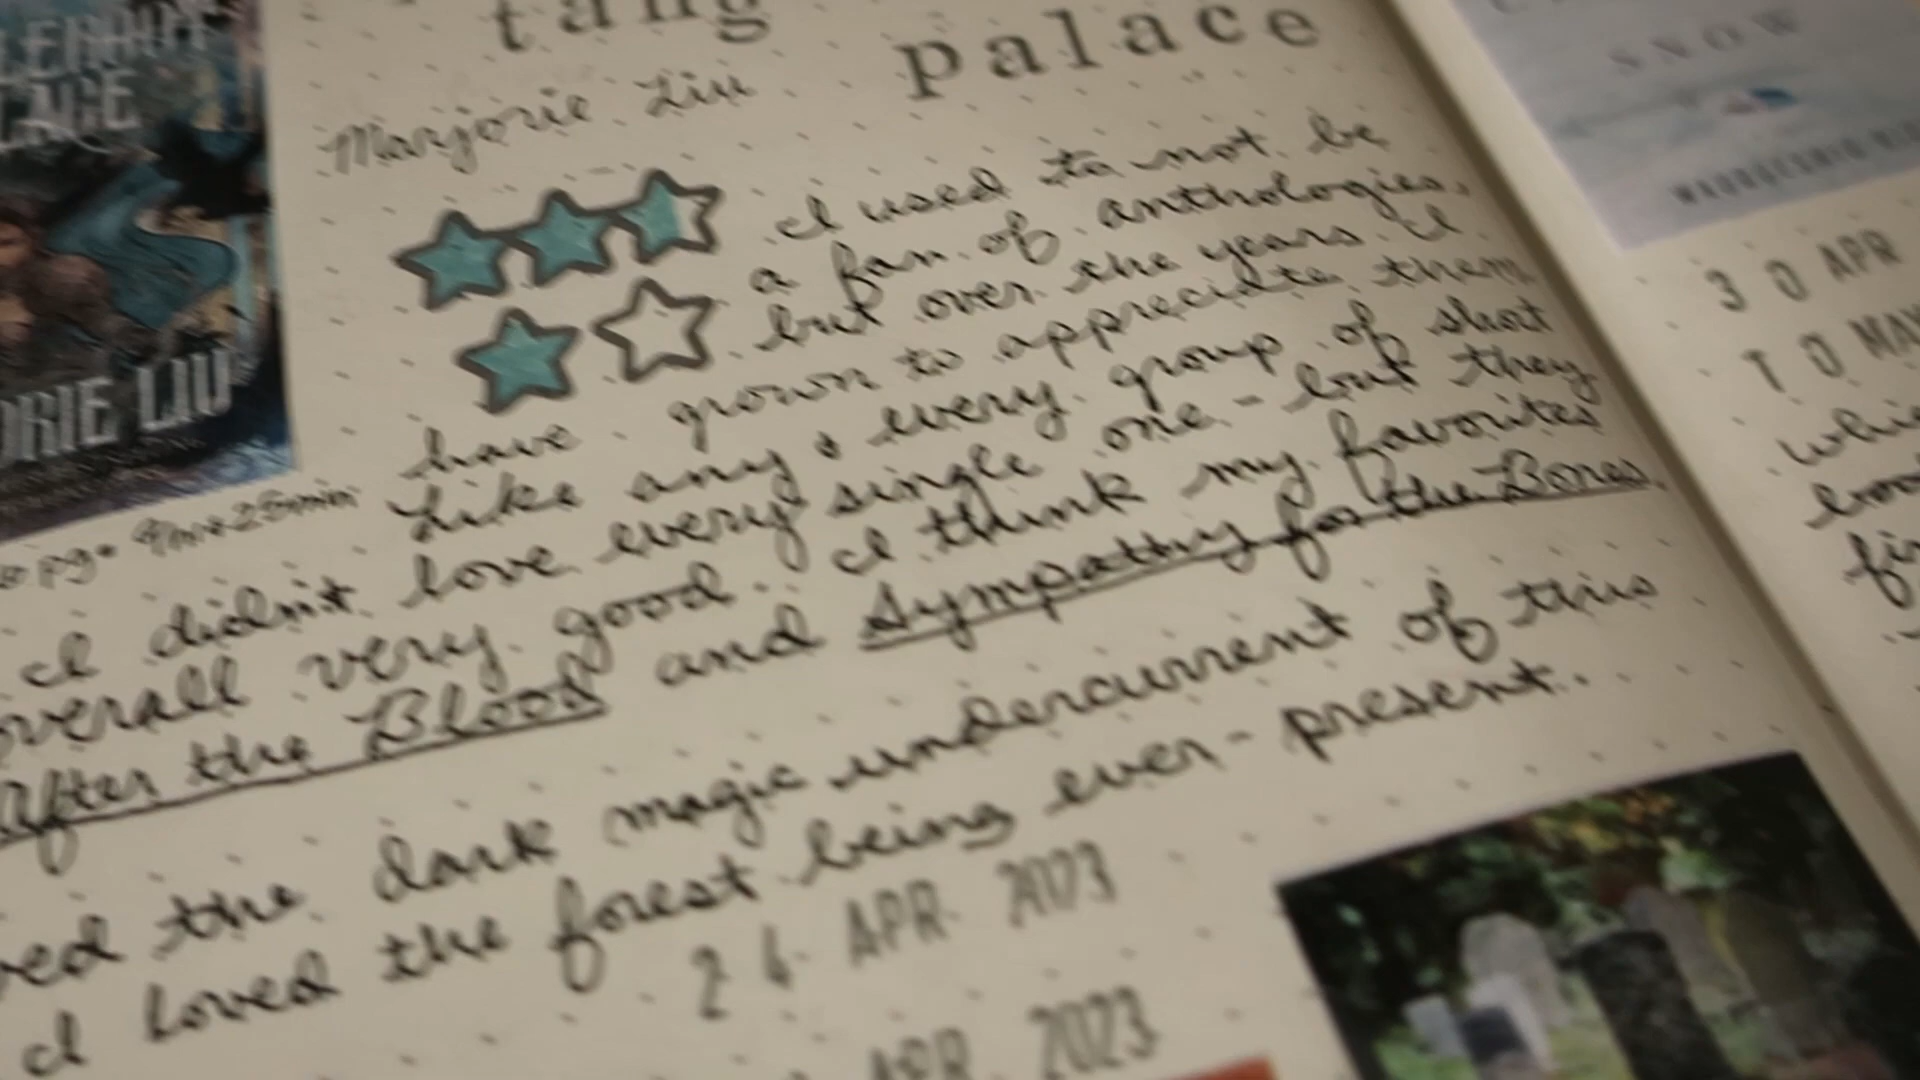 tang
palace
Marjorie Liu
I used to not be
a fan of anthologies,
but over the years I
have grown to appreciate them.
Like any & every group of short
I didn't love every single one - but they
overall very good. I think my favorites
After the Blood and Sympathy for the Bones.
the dark magic undercurrent of this
I loved the forest being ever-present.
24 APR 2023
APR 2023
LIU
SNOW
30 APR
10 MAY